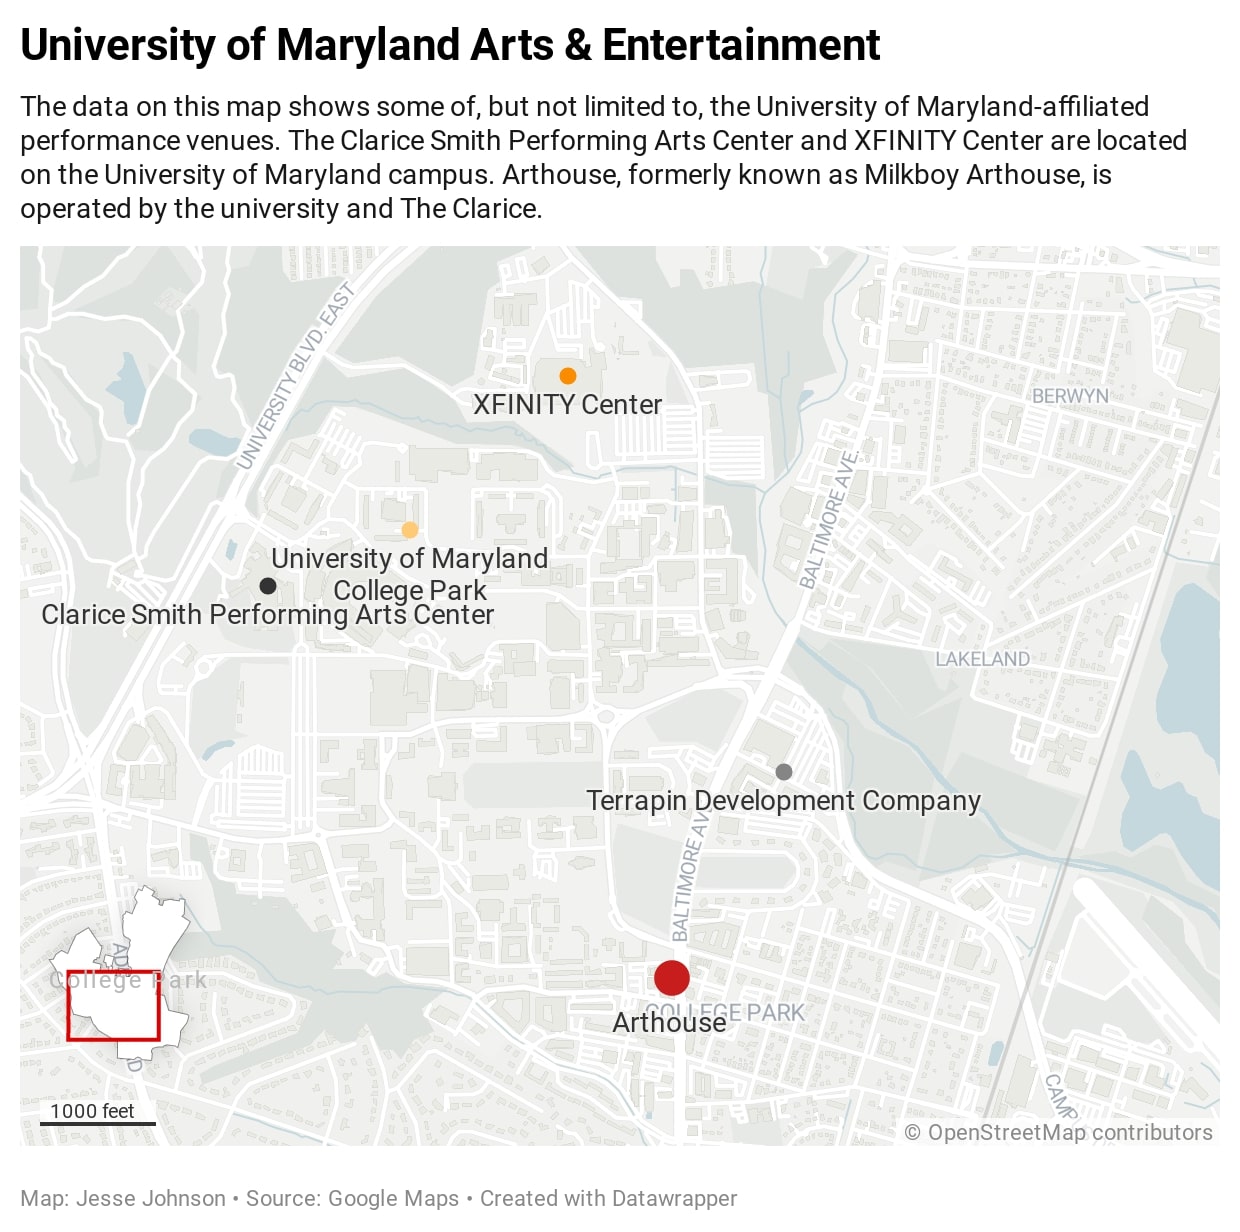 University of Maryland Arts & Entertainment
The data on this map shows some of, but not limited to, the University of Maryland-affiliated
performance venues. The Clarice Smith Performing Arts Center and XFINITY Center are located
on the University of Maryland campus. Arthouse, formerly known as Milkboy Arthouse, is
operated by the university and The Clarice.
UNIVERSITY BLVD. EAST
XFINITY Center
BERWYN
BALTIMORE AVE.
University of Maryland
College Park
Clarice Smith Performing Arts Center
LAKELAND
Terrapin Development Company
BALTIMORE AVE
College Park
COLLEGE PARK
Arthouse
1000 feet
© OpenStreetMap contributors
Map: Jesse Johnson • Source: Google Maps • Created with Datawrapper